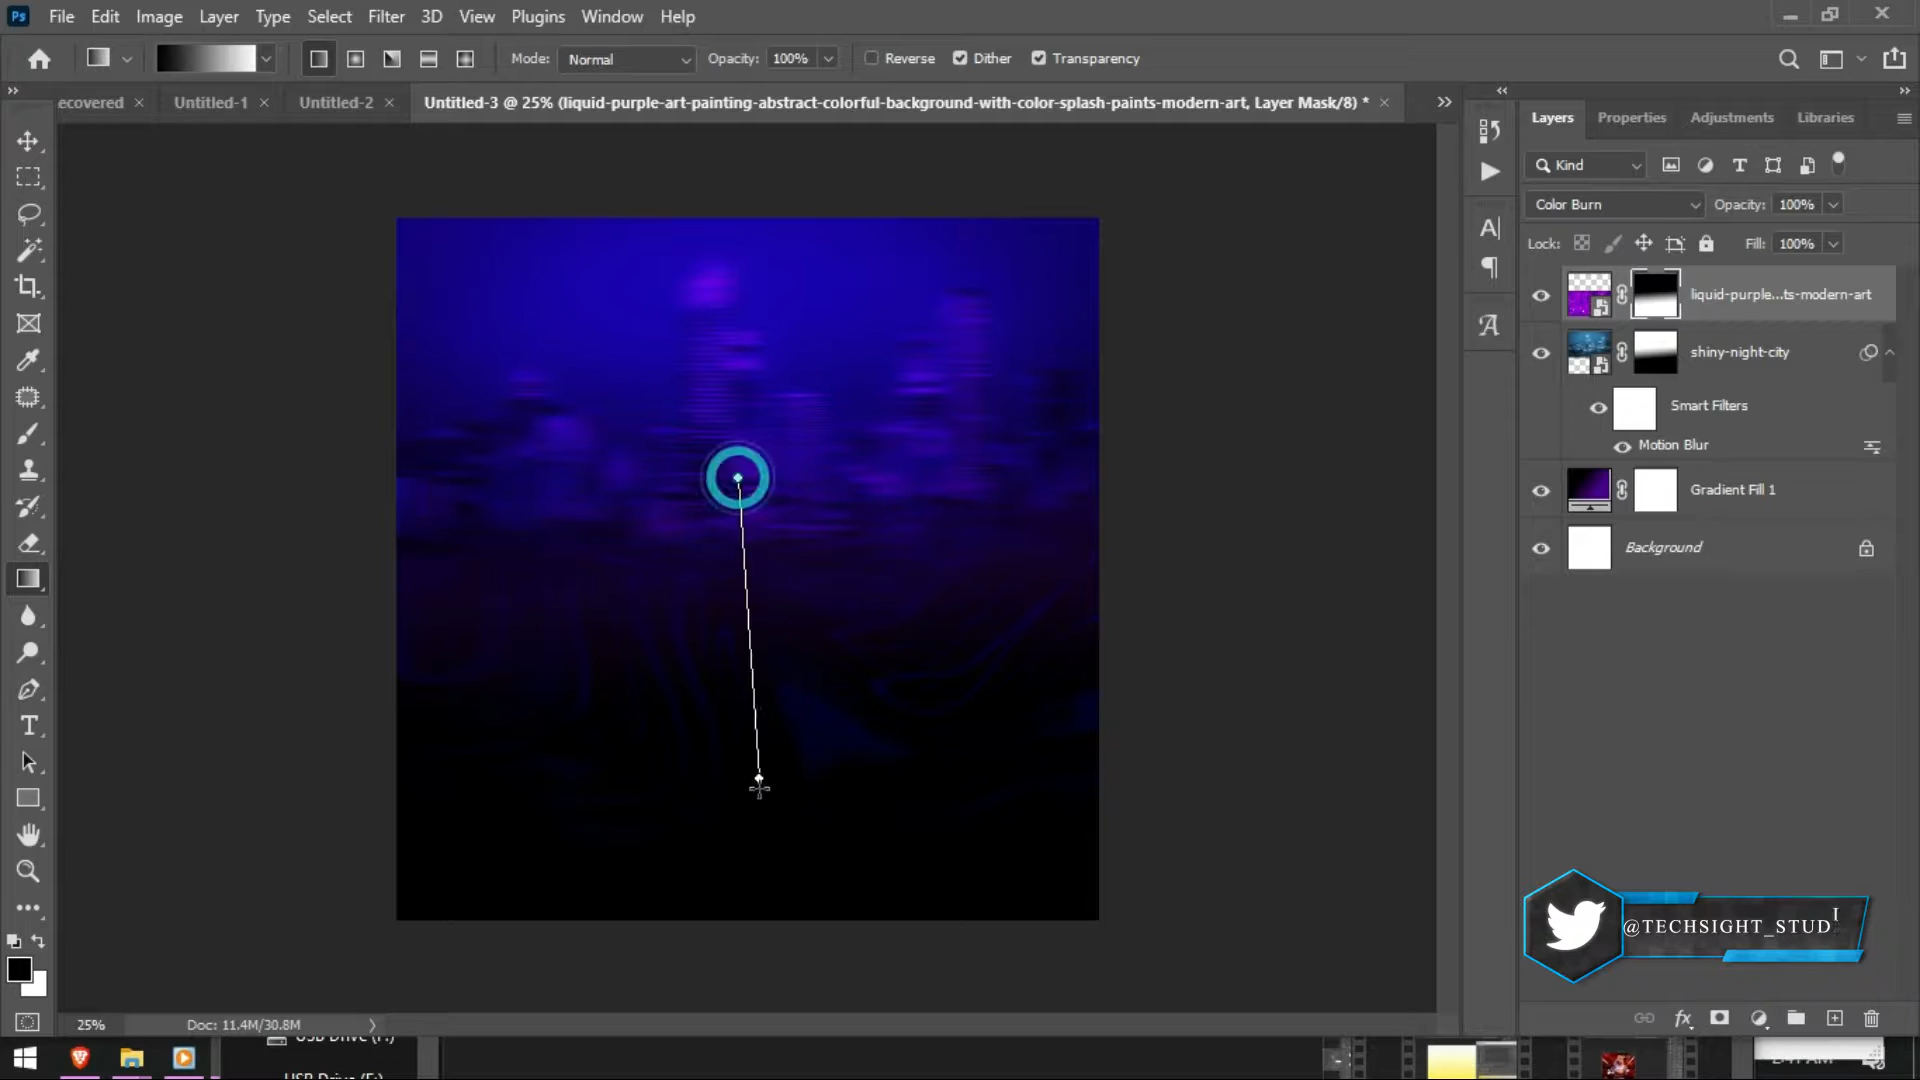 Ps File Edit Image Layer Type Select Filter 3D View Plugins Window Help
Mode: Normal Opacity: 100% Reverse Dither Transparency
ecovered × Untitled-1 × Untitled-2 × Untitled-3 @ 25% (liquid-purple-art-painting-abstract-colorful-background-with-color-splash-paints-modern-art, Layer Mask/8) * ×
Layers Properties Adjustments Libraries
Kind
Color Burn Opacity: 100%
Lock: Fill: 100%
liquid-purple...ts-modern-art
shiny-night-city
Smart Filters
Motion Blur
Gradient Fill 1
Background
@TECHSIGHT_STUD
25% Doc: 11.4M/30.8M
USB Drive (F:)
2:41 AM